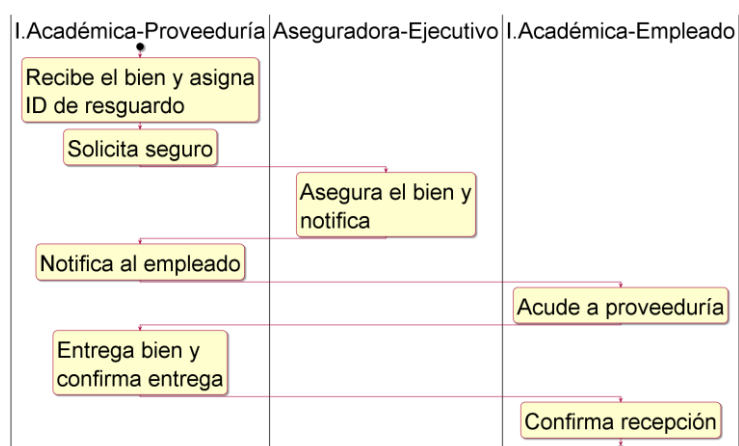 I.Académica-Proveeduría
Aseguradora-Ejecutivo
I.Académica-Empleado
Recibe el bien y asigna
ID de resguardo
Solicita seguro
Asegura el bien y
notifica
Notifica al empleado
Acude a proveeduría
Entrega bien y
confirma entrega
Confirma recepción